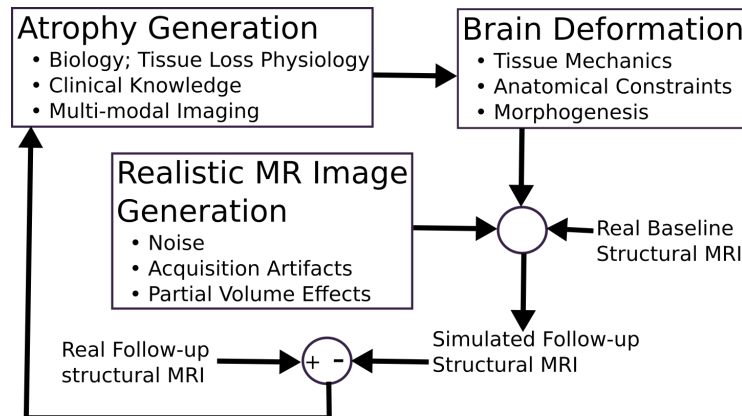 Atrophy Generation
• Biology; Tissue Loss Physiology
• Clinical Knowledge
• Multi-modal Imaging
Brain Deformation
• Tissue Mechanics
• Anatomical Constraints
• Morphogenesis
Realistic MR Image
Generation
• Noise
• Acquisition Artifacts
• Partial Volume Effects
Real Baseline
Structural MRI
Simulated Follow-up
Structural MRI
Real Follow-up
structural MRI
+ -